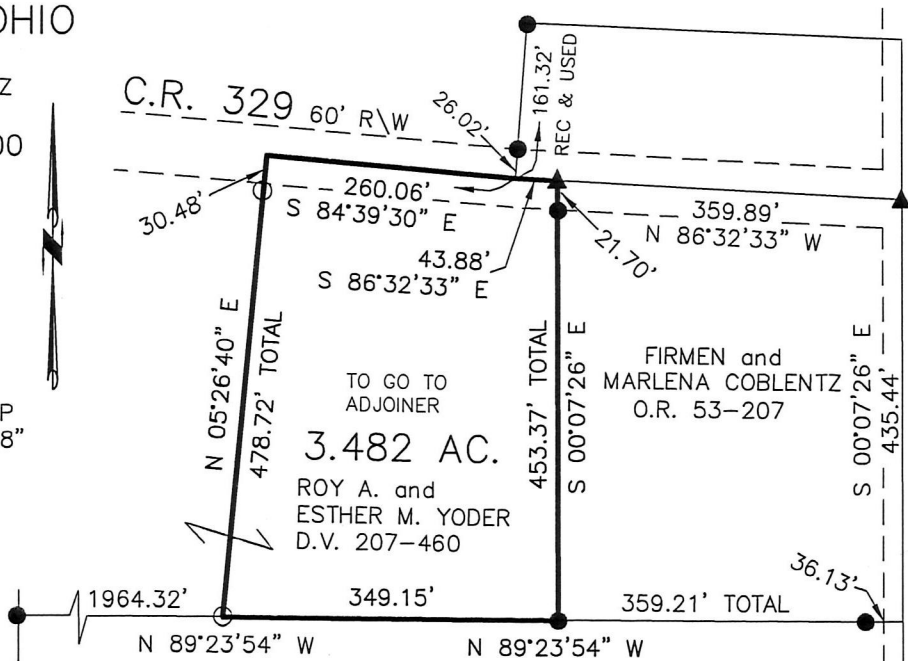 OHIO
Z
00
C.R. 329 60' R\W
26.02'
161.32'
REC & USED
30.48'
260.06'
S 84°39'30" E
43.88'
S 86°32'33" E
21.70'
359.89'
N 86°32'33" W
N 05°26'40" E
478.72' TOTAL
453.37' TOTAL
S 00°07'26" E
S 00°07'26" E
435.44'
TO GO TO
ADJOINER
3.482 AC.
ROY A. and
ESTHER M. YODER
D.V. 207-460
FIRMEN and
MARLENA COBLENTZ
O.R. 53-207
P
8"
1964.32'
349.15'
359.21' TOTAL
36.13'
N 89°23'54" W
N 89°23'54" W